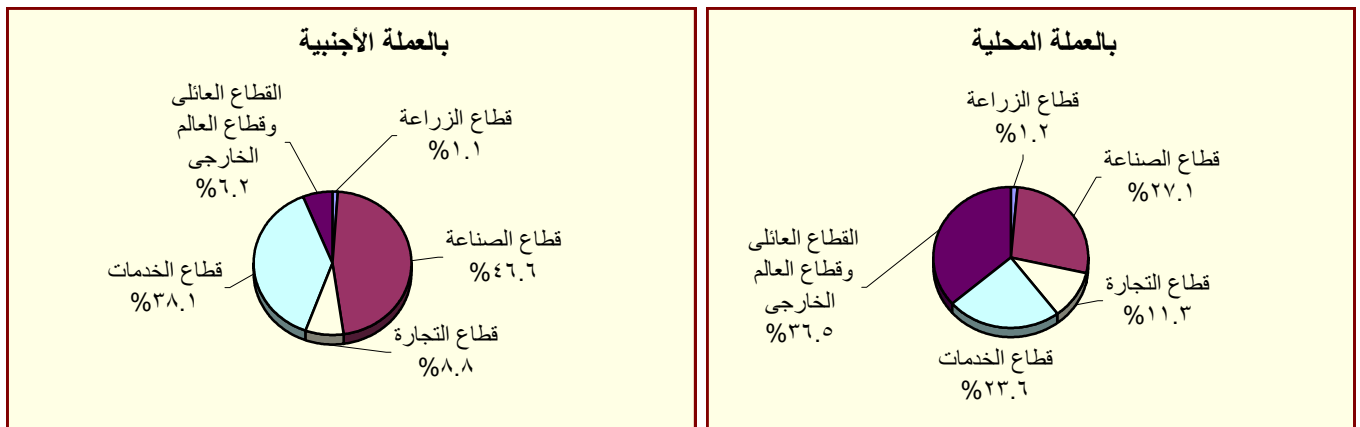 بالعملة المحلية
قطاع الزراعة
%١.٢
قطاع الصناعة
%٢٧.١
قطاع التجارة
%١١.٣
قطاع الخدمات
%٢٣.٦
القطاع العائلى
وقطاع العالم
الخارجى
%٣٦.٥
بالعملة الأجنبية
قطاع الزراعة
%١.١
قطاع الصناعة
%٤٦.٦
قطاع التجارة
%٨.٨
قطاع الخدمات
%٣٨.١
القطاع العائلى
وقطاع العالم
الخارجى
%٦.٢